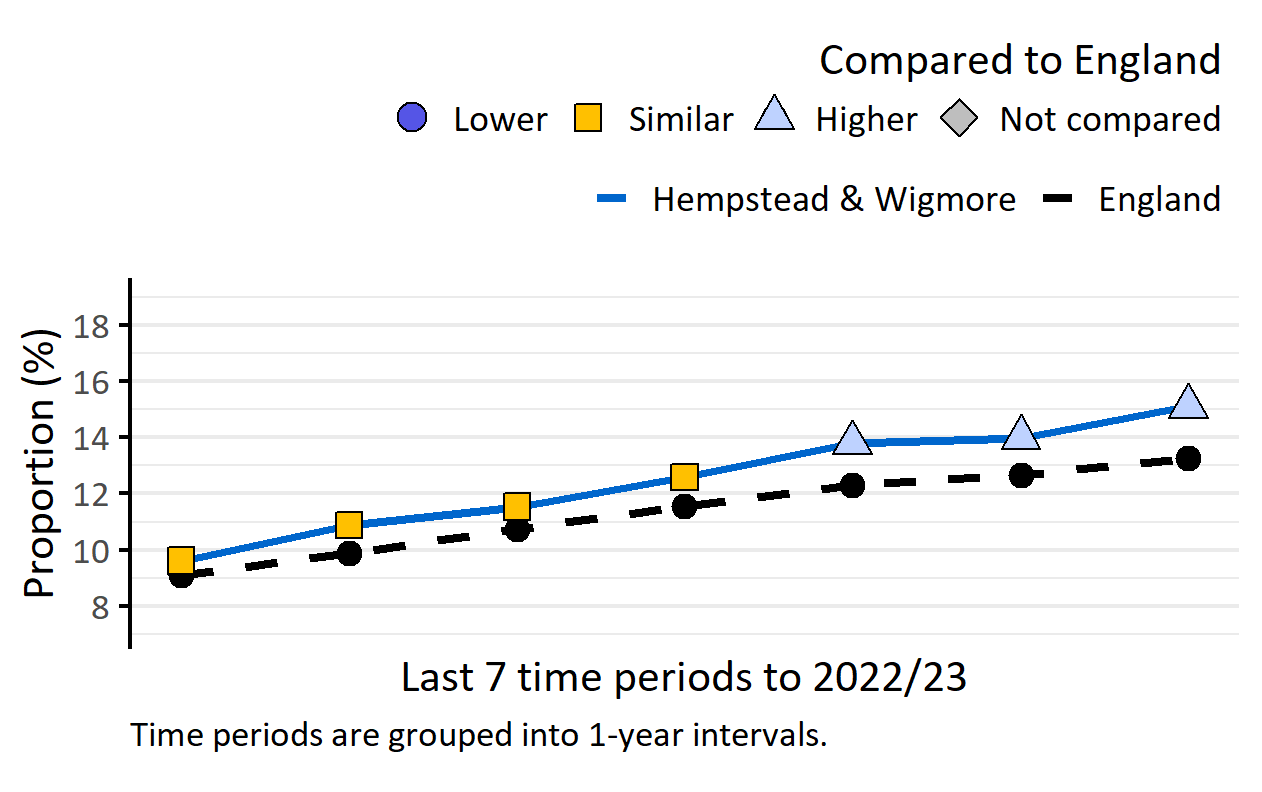 Compared to England
Lower Similar Higher Not compared
Hempstead & Wigmore England
18
16
14
12
10
8
Proportion (%)
Last 7 time periods to 2022/23
Time periods are grouped into 1-year intervals.